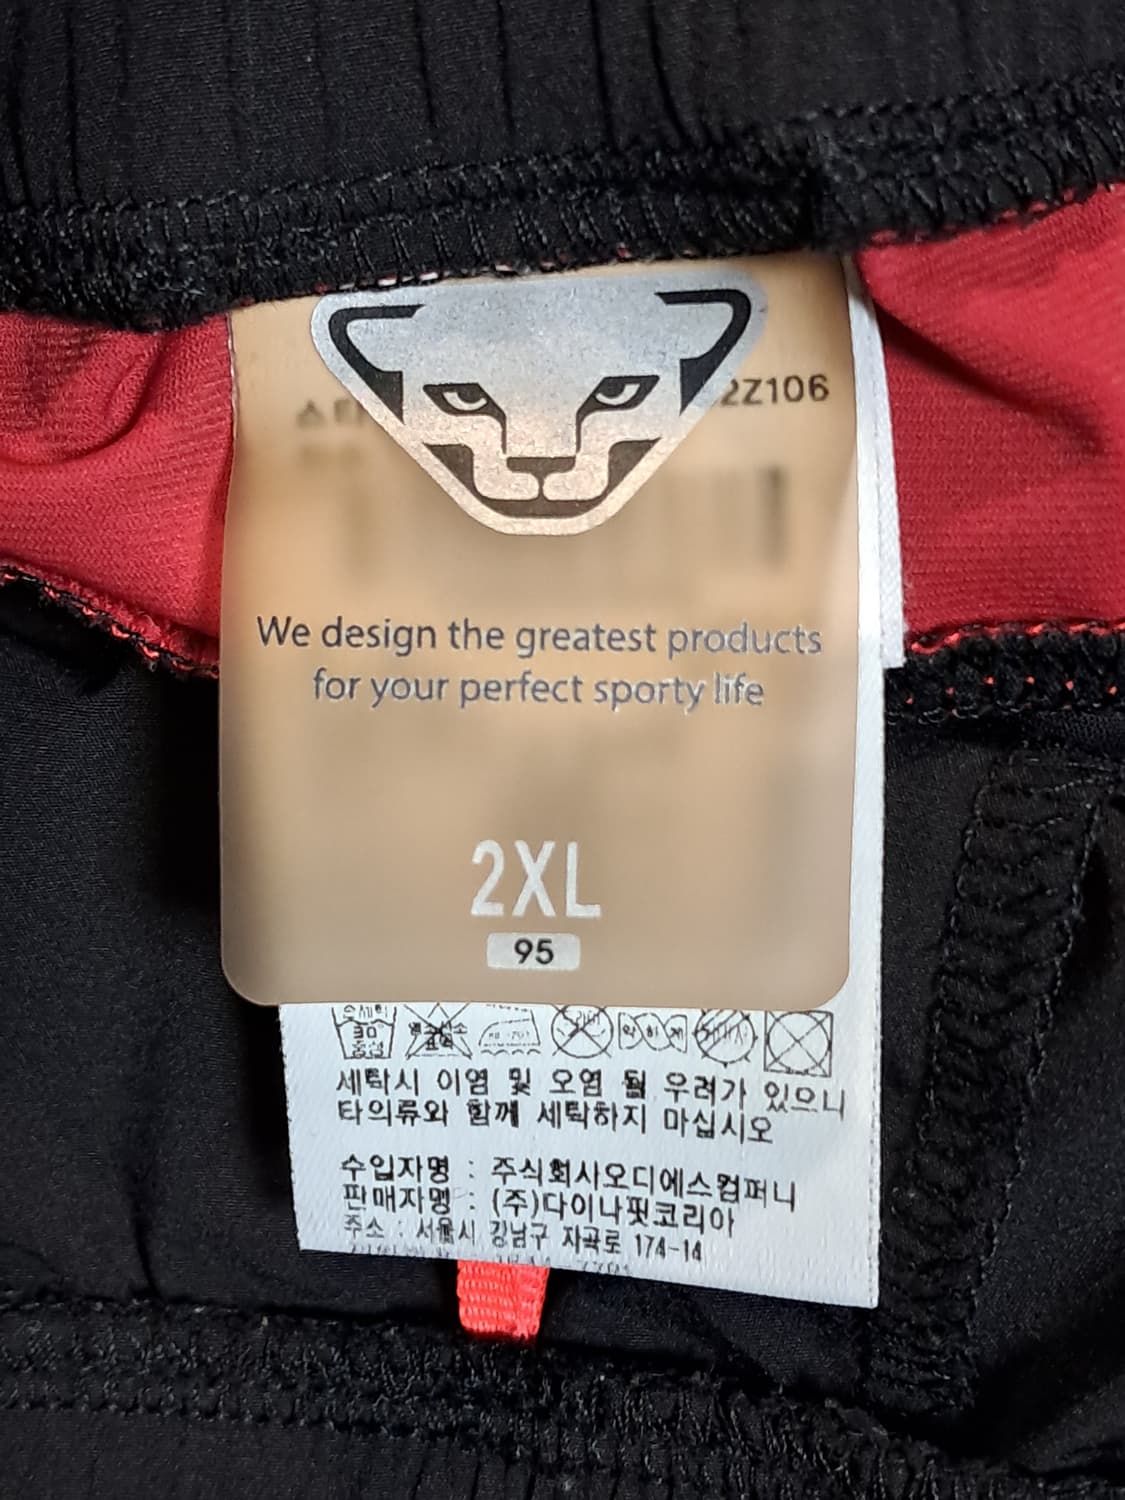 2Z106
We design the greatest products
for your perfect sporty life
2XL
95
30°
중성
세탁시 이염 및 오염 될 우려가 있으니
타의류와 함께 세탁하지 마십시오
수입자명 : 주식회사오디에스컴퍼니
판매자명 : (주)다이나핏코리아
주소 : 서울시 강남구 자곡로 174-14